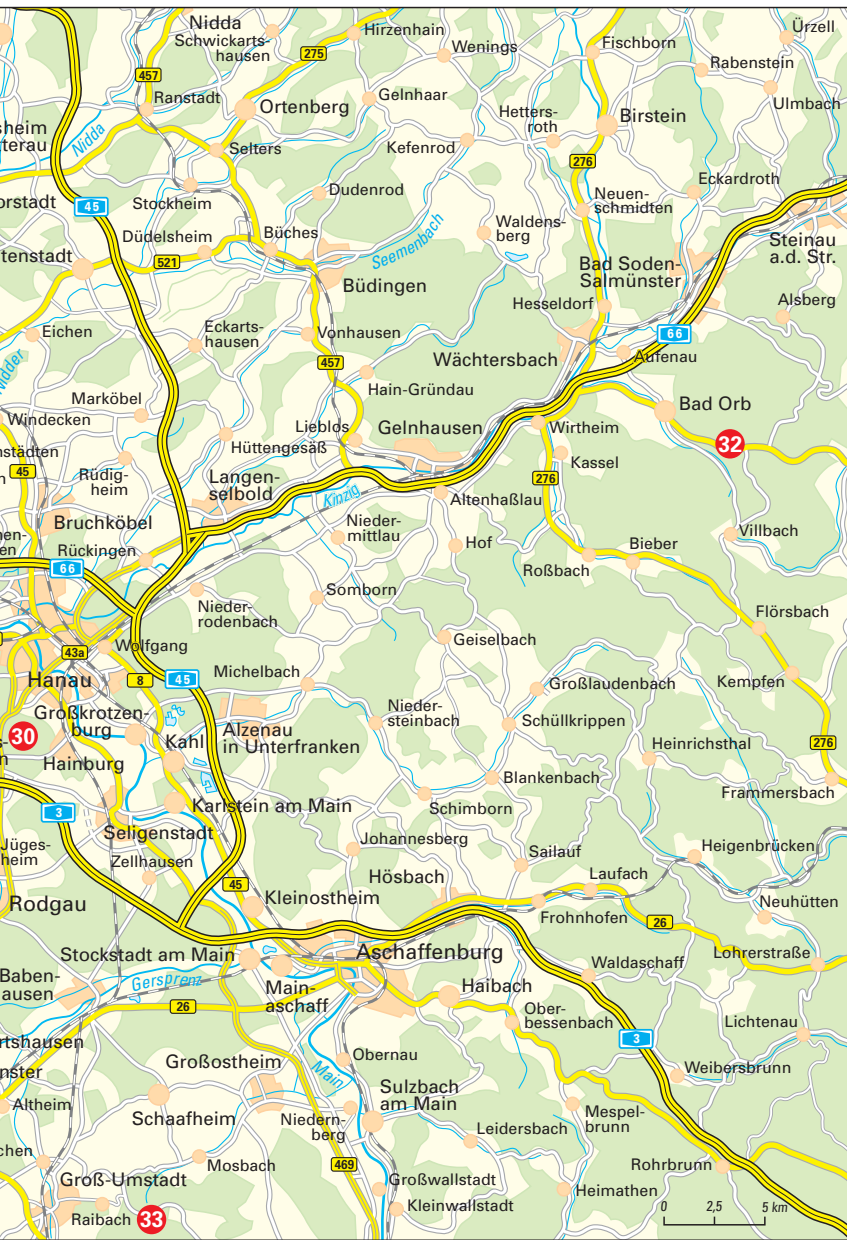 Nidda
Schwickarts-
hausen
Hirzenhain
Wenings
Fischborn
Ürzell
Rabenstein
275
457
Ranstadt
Ortenberg
Gelnhaar
Hetters-
roth
Birstein
Ulmbach
sheim
tterau
Nidda
Selters
Kefenrod
276
Eckardroth
Dudenrod
Neuen-
schmidten
orstadt
45
Stockheim
Düdelsheim
Büches
Seemenbach
Waldens-
berg
Steinau
a.d. Str.
tenstadt
521
Büdingen
Bad Soden-
Salmünster
Hesseldorf
Alsberg
Eichen
Eckarts-
hausen
Vonhausen
66
Nidder
457
Wächtersbach
Aufenau
Hain-Gründau
Marköbel
Bad Orb
Windecken
Lieblos
Gelnhausen
Wirtheim
32
nstädten
Hüttengesäß
Kassel
45
Rüdig-
heim
Langen-
selbold
Kinzig
276
Altenhaßlau
Bruchköbel
Nieder-
mittlau
Villbach
Rückingen
Hof
Bieber
66
Roßbach
Somborn
Nieder-
rodenbach
Flörsbach
Geiselbach
43a
Wolfgang
Hanau
8
45
Michelbach
Großlaudenbach
Kempfen
Großkrotzen-
burg
Nieder-
steinbach
Schüllkrippen
30
Kahl
Alzenau
in Unterfranken
Heinrichsthal
276
Hainburg
Blankenbach
Frammersbach
Karlstein am Main
Schimborn
3
Seligenstadt
Johannesberg
Jüges-
heim
Zellhausen
Sailauf
Heigenbrücken
Hösbach
Laufach
45
Rodgau
Kleinostheim
Neuhütten
Frohnhofen
26
Stockstadt am Main
Aschaffenburg
Lohrerstraße
Waldaschaff
Baben-
ausen
Gersprenz
Main-
aschaff
Haibach
26
Ober-
bessenbach
Lichtenau
rtshausen
3
nster
Großostheim
Main
Obernau
Weibersbrunn
Altheim
Schaafheim
Sulzbach
am Main
Niedern-
berg
Mespel-
brunn
Leidersbach
chen
Mosbach
469
Rohrbrunn
Groß-Umstadt
Großwallstadt
Heimathen
Kleinwallstadt
Raibach
33
0 2,5 5 km